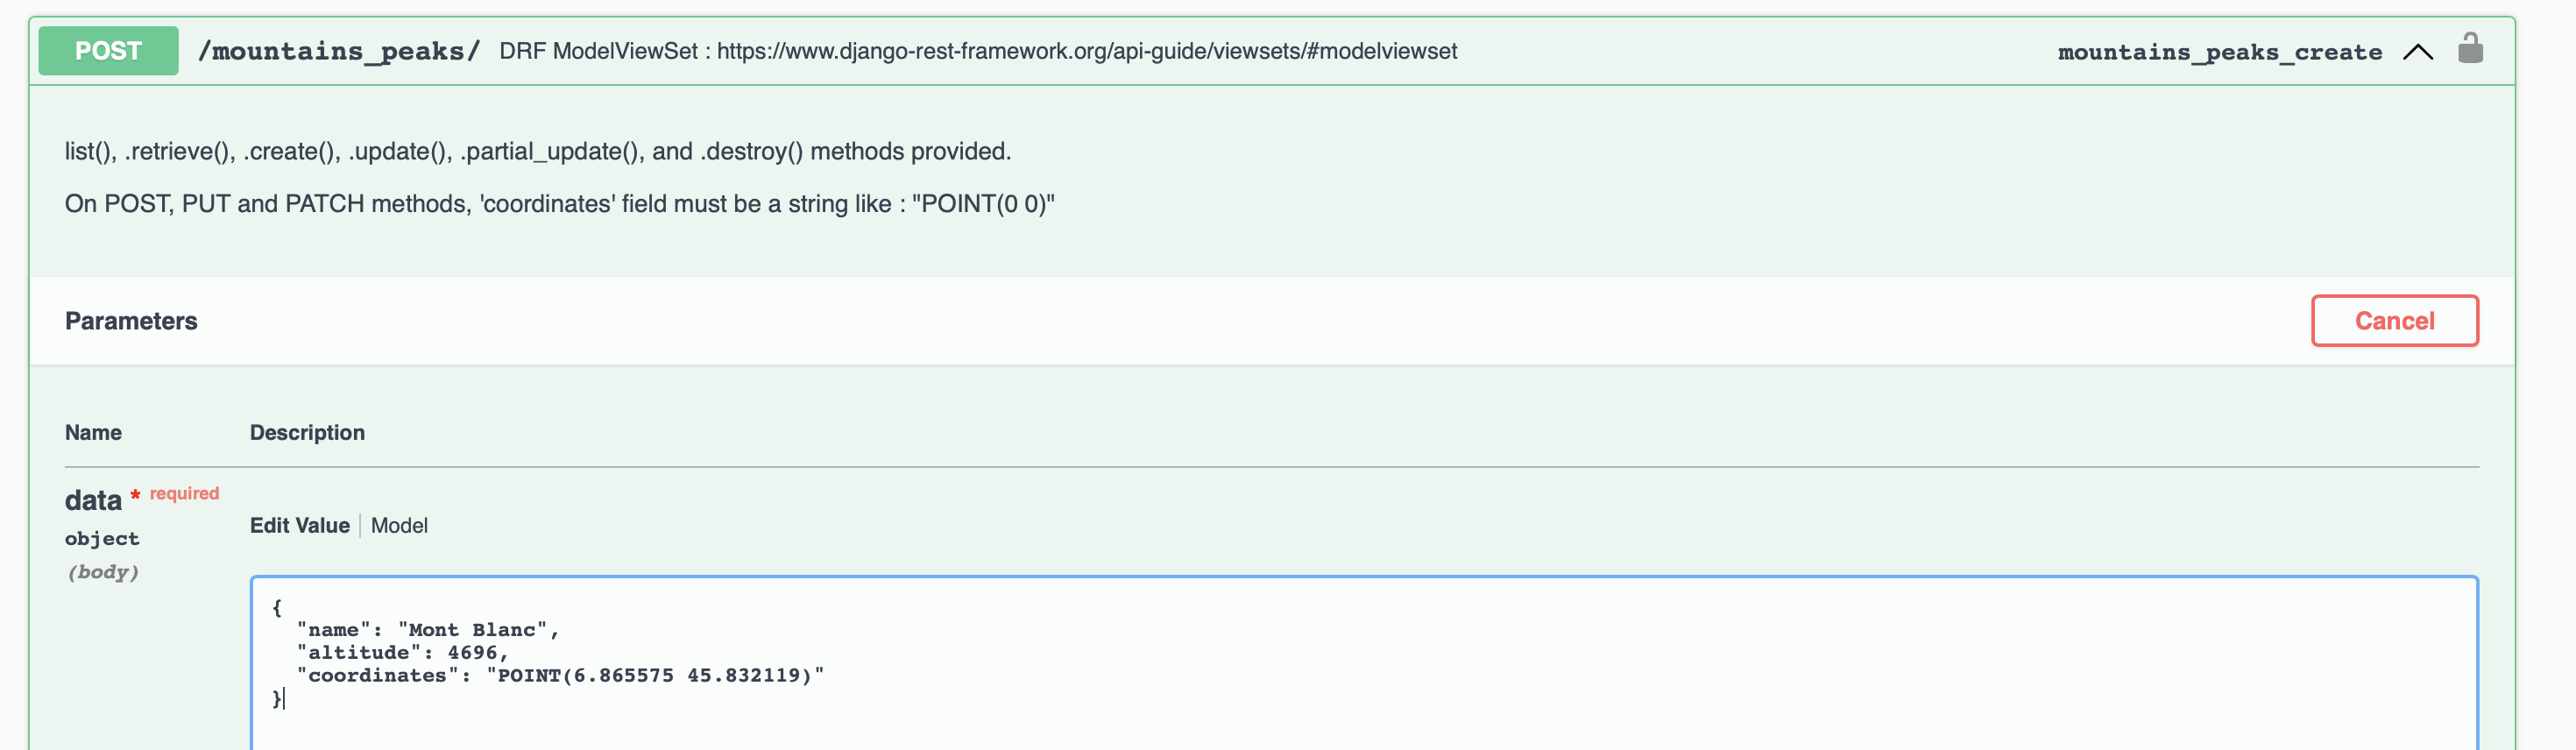 POST /mountains_peaks/ DRF ModelViewSet : https://www.django-rest-framework.org/api-guide/viewsets/#modelviewset mountains_peaks_create
list(), .retrieve(), .create(), .update(), .partial_update(), and .destroy() methods provided.
On POST, PUT and PATCH methods, 'coordinates' field must be a string like : "POINT(0 0)"
Parameters Cancel
Name Description
data * required
object
(body)
Edit Value Model
{
  "name": "Mont Blanc",
  "altitude": 4696,
  "coordinates": "POINT(6.865575 45.832119)"
}